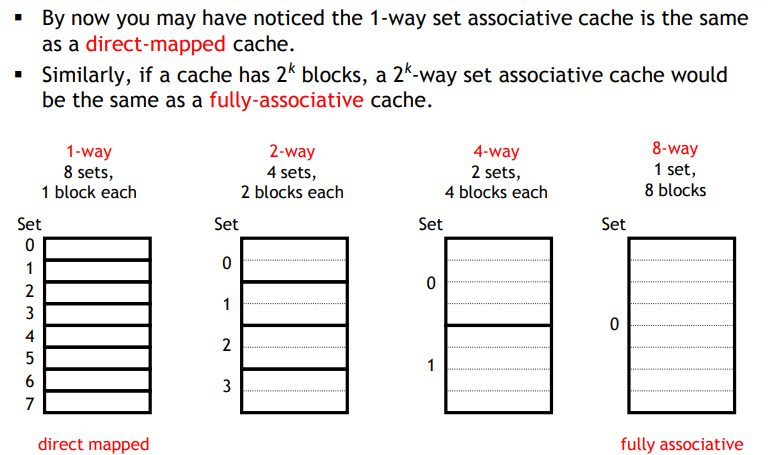 ▪ By now you may have noticed the 1-way set associative cache is the same
as a direct-mapped cache.
▪ Similarly, if a cache has 2ᵏ blocks, a 2ᵏ-way set associative cache would
be the same as a fully-associative cache.
1-way
8 sets,
1 block each
2-way
4 sets,
2 blocks each
4-way
2 sets,
4 blocks each
8-way
1 set,
8 blocks
Set
0
1
2
3
4
5
6
7
Set
0
1
2
3
Set
0
1
Set
0
direct mapped
fully associative